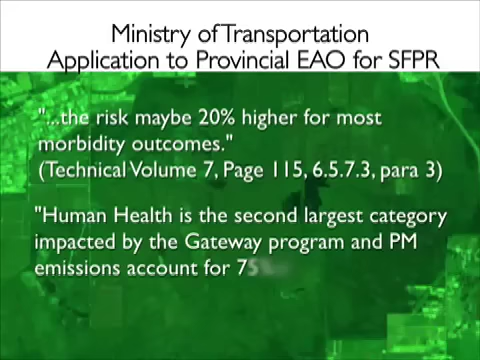 Ministry of Transportation
Application to Provincial EAO for SFPR
"...the risk maybe 20% higher for most
morbidity outcomes."
(Technical Volume 7, Page 115, 6.5.7.3, para 3)
"Human Health is the second largest category
impacted by the Gateway program and PM
emissions account for 75